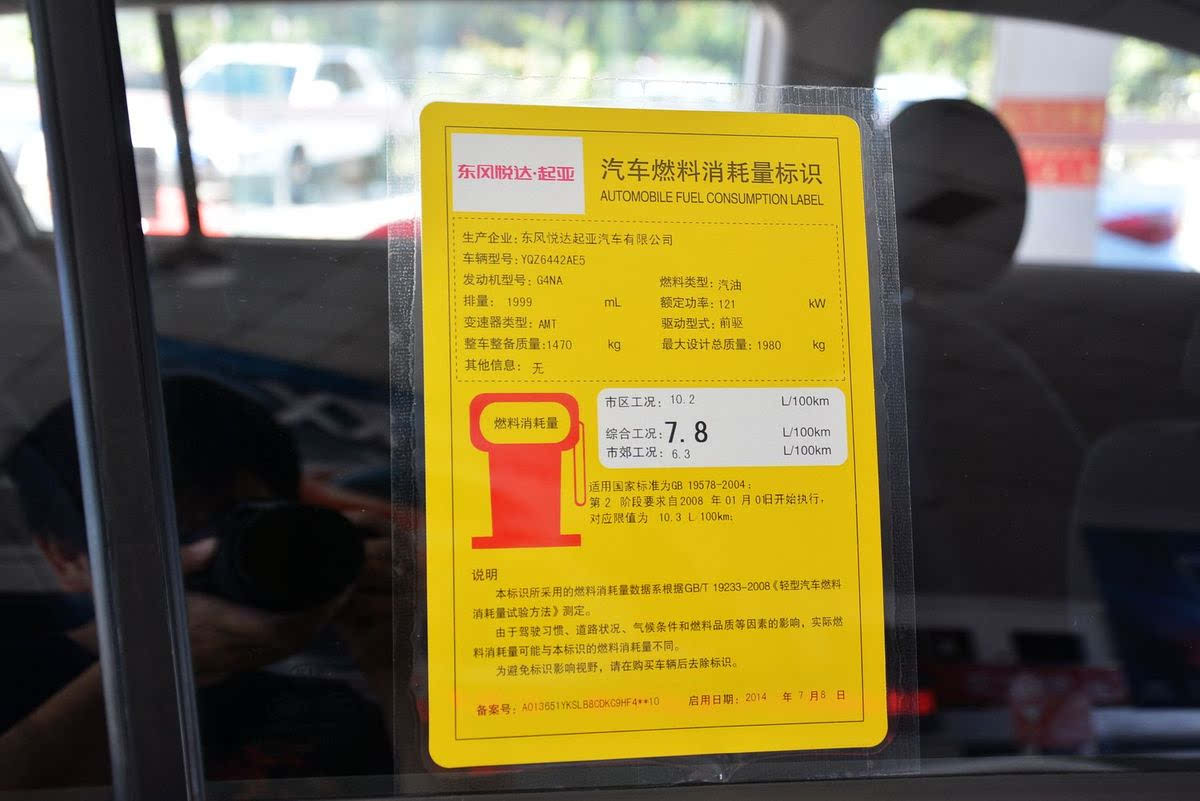 东风悦达·起亚
汽车燃料消耗量标识
AUTOMOBILE FUEL CONSUMPTION LABEL
生产企业:东风悦达起亚汽车有限公司
车辆型号:YQZ6442AE5
发动机型号:G4NA 燃料类型:汽油
排量: 1999 mL 额定功率:121 kW
变速器类型:AMT 驱动型式:前驱
整车整备质量:1470 kg 最大设计总质量:1980 kg
其他信息: 无
燃料消耗量
市区工况: 10.2 L/100km
综合工况:7.8 L/100km
市郊工况: 6.3 L/100km
适用国家标准为GB 19578-2004:
第 2 阶段要求自2008 年 01 月 01日开始执行,
对应限值为 10.3 L/100km;
说明
本标识所采用的燃料消耗量数据系根据GB/T 19233-2008《轻型汽车燃料
消耗量试验方法》测定。
由于驾驶习惯、道路状况、气候条件和燃料品质等因素的影响,实际燃
料消耗量可能与本标识的燃料消耗量不同。
为避免标识影响视野,请在购买车辆后去除标识。
备案号: A013651YKSLB8CDKC9HF4**10 启用日期: 2014 年 7 月 8 日